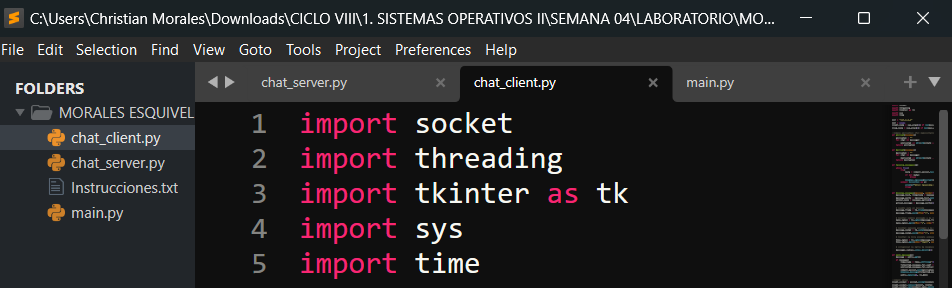 C:\Users\Christian Morales\Downloads\CICLO VIII\1. SISTEMAS OPERATIVOS II\SEMANA 04\LABORATORIO\MO...
File Edit Selection Find View Goto Tools Project Preferences Help
FOLDERS
MORALES ESQUIVEL
chat_client.py
chat_server.py
Instrucciones.txt
main.py
chat_server.py
chat_client.py
main.py
1 import socket
2 import threading
3 import tkinter as tk
4 import sys
5 import time